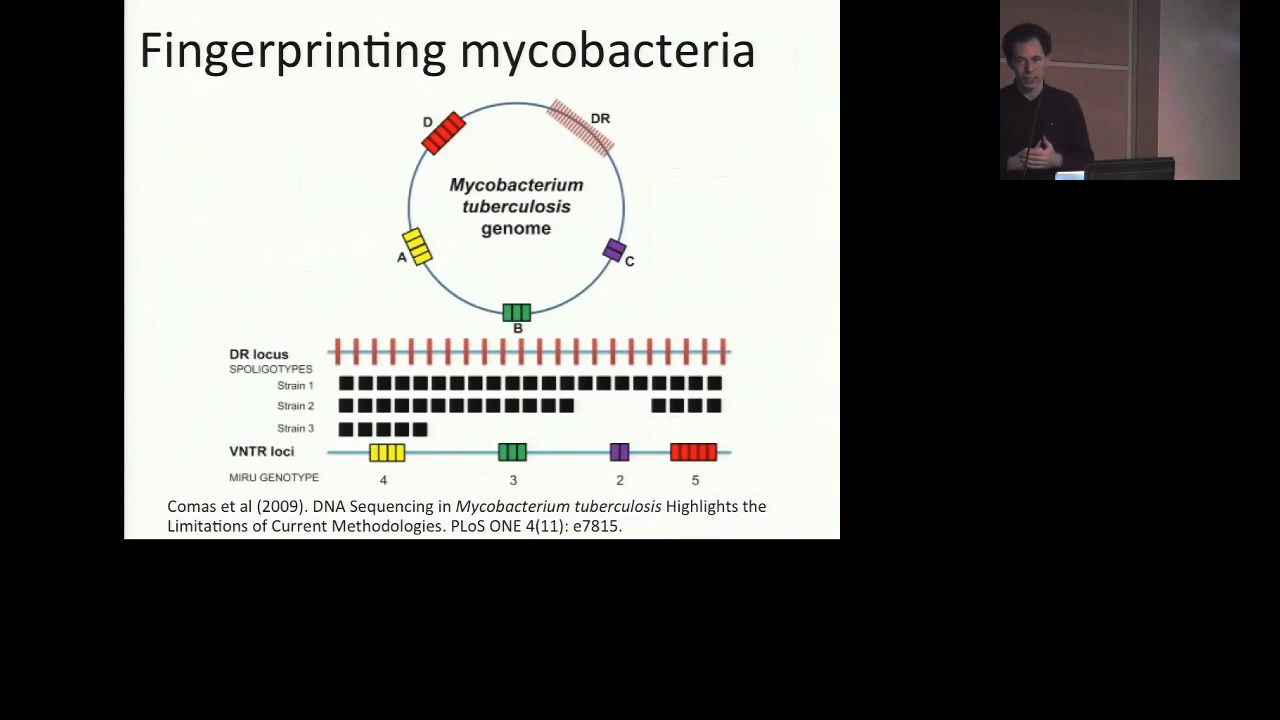 Fingerprinting mycobacteria
D
DR
Mycobacterium
tuberculosis
genome
A
C
B
DR locus
SPOLIGOTYPES
Strain 1
Strain 2
Strain 3
VNTR loci
MIRU GENOTYPE 4 3 2 5
Comas et al (2009). DNA Sequencing in Mycobacterium tuberculosis Highlights the
Limitations of Current Methodologies. PLoS ONE 4(11): e7815.